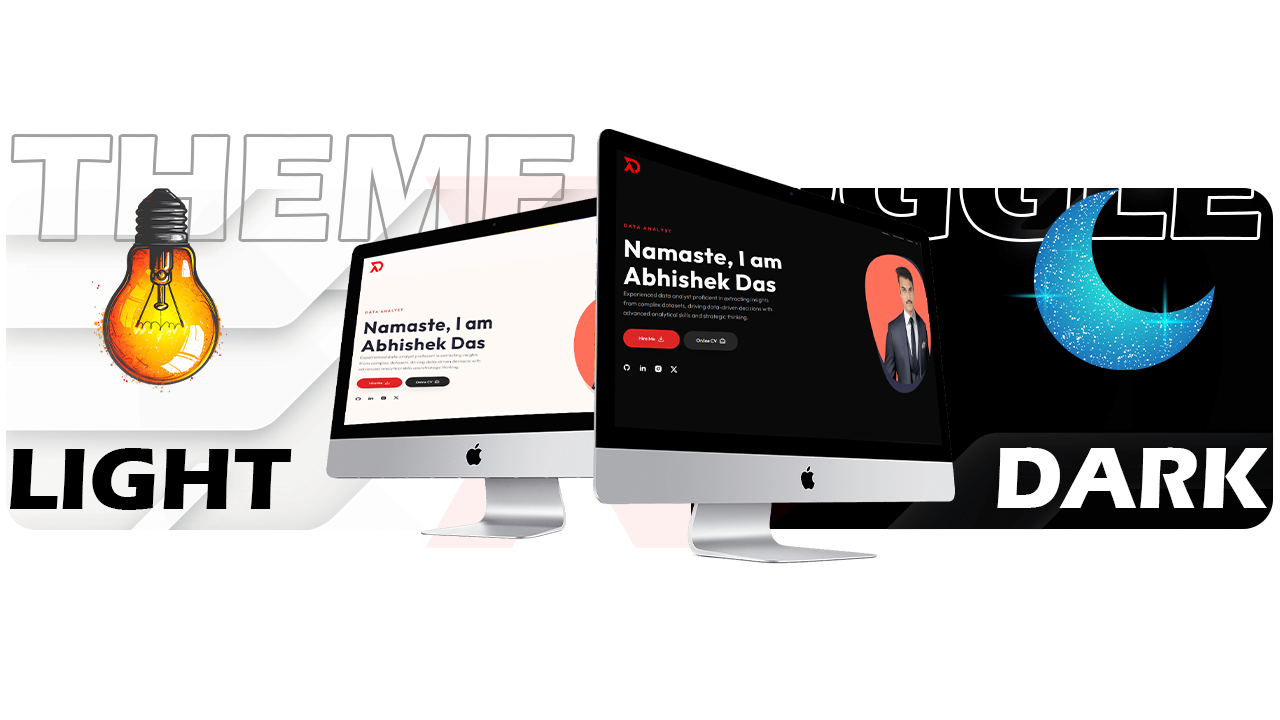 THEME
GGLE
DATA ANALYST
Namaste, I am
Abhishek Das
Experienced data analyst proficient in extracting insights
from complex datasets, driving data-driven decisions with
advanced analytical skills and strategic thinking.
Hire Me
Online CV
in
X
DATA ANALYST
Namaste, I am
Abhishek Das
Experienced data analyst proficient in extracting insights
from complex datasets, driving data-driven decisions with
advanced analytical skills and strategic thinking.
Hire Me
Online CV
in
X
LIGHT
DARK